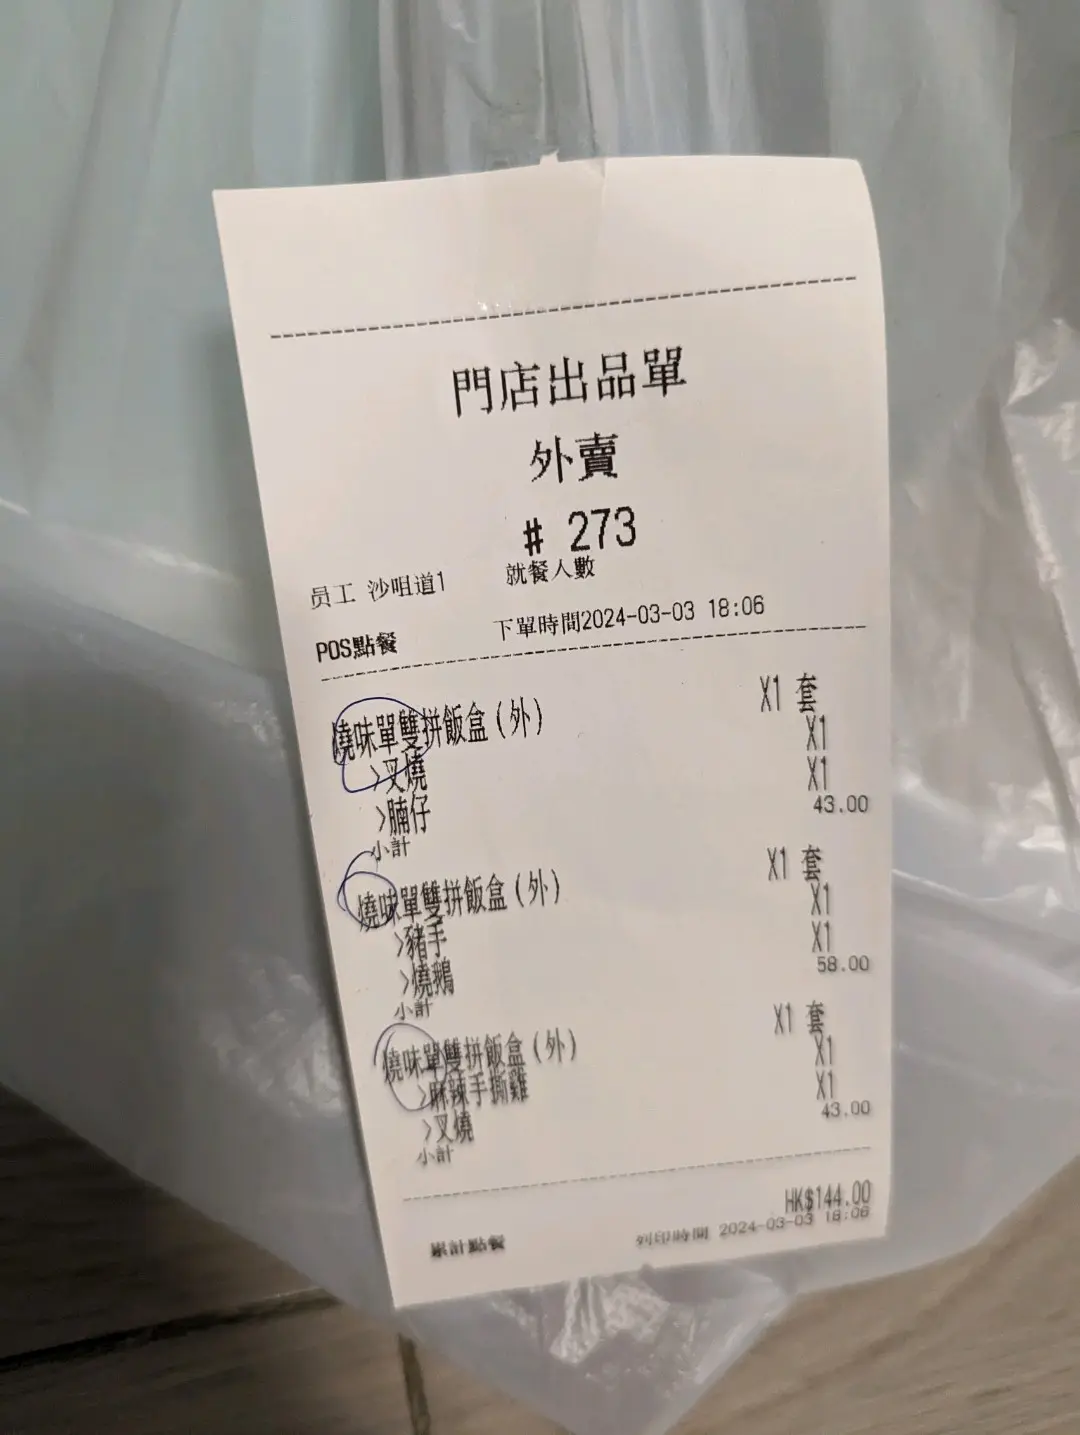 門店出品單
外賣
# 273
就餐人數
员工 沙咀道1
POS點餐 下單時間2024-03-03 18:06
燒味單雙拼飯盒(外) X1 套
>叉燒 X1
>腩仔 X1
小計 43.00
燒味單雙拼飯盒(外) X1 套
>豬手 X1
>燒鵝 X1
小計 58.00
燒味單雙拼飯盒(外) X1 套
>麻辣手撕雞 X1
>叉燒 X1
小計 43.00
HK$144.00
累計點餐 列印時間 2024-03-03 18:06